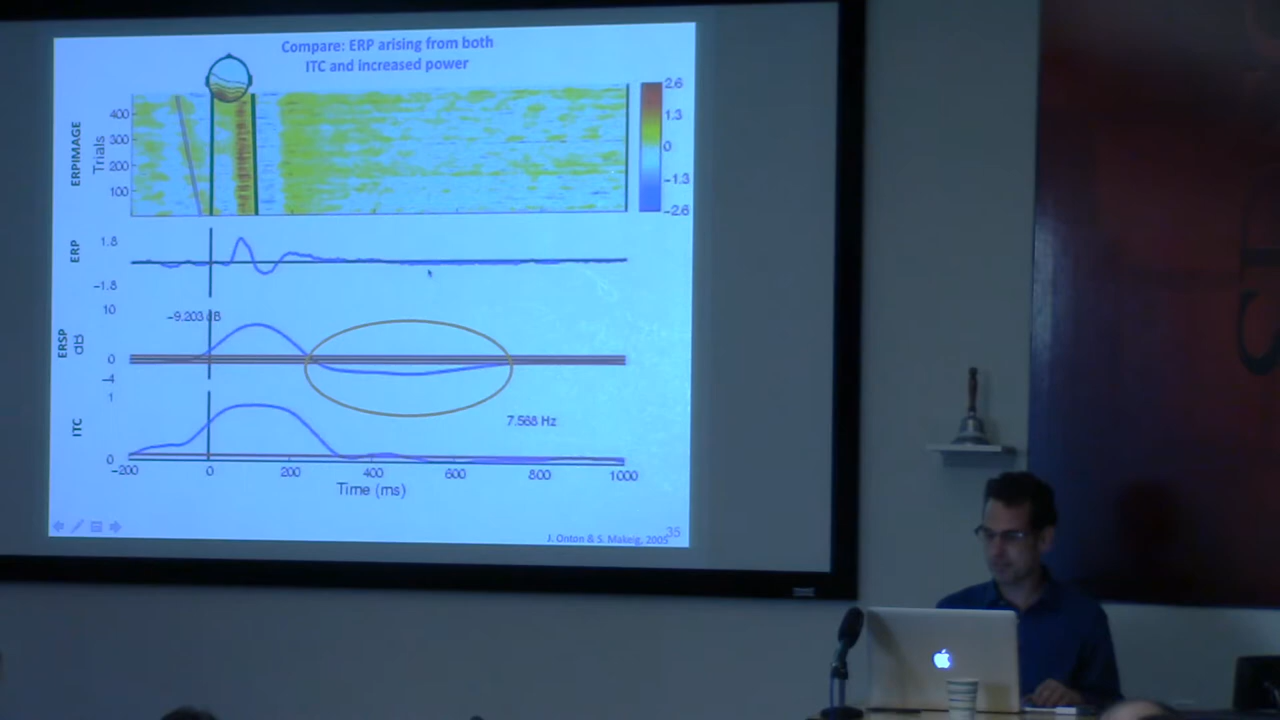 Compare: ERP arising from both
ITC and increased power
ERPIMAGE
Trials
400
300
200
100
2.6
1.3
0
-1.3
-2.6
ERP
1.8
-1.8
ERSP
dB
10
0
-4
-9.203 dB
ITC
1
0
7.568 Hz
-200 0 200 400 600 800 1000
Time (ms)
J. Onton & S. Makeig, 2005
35